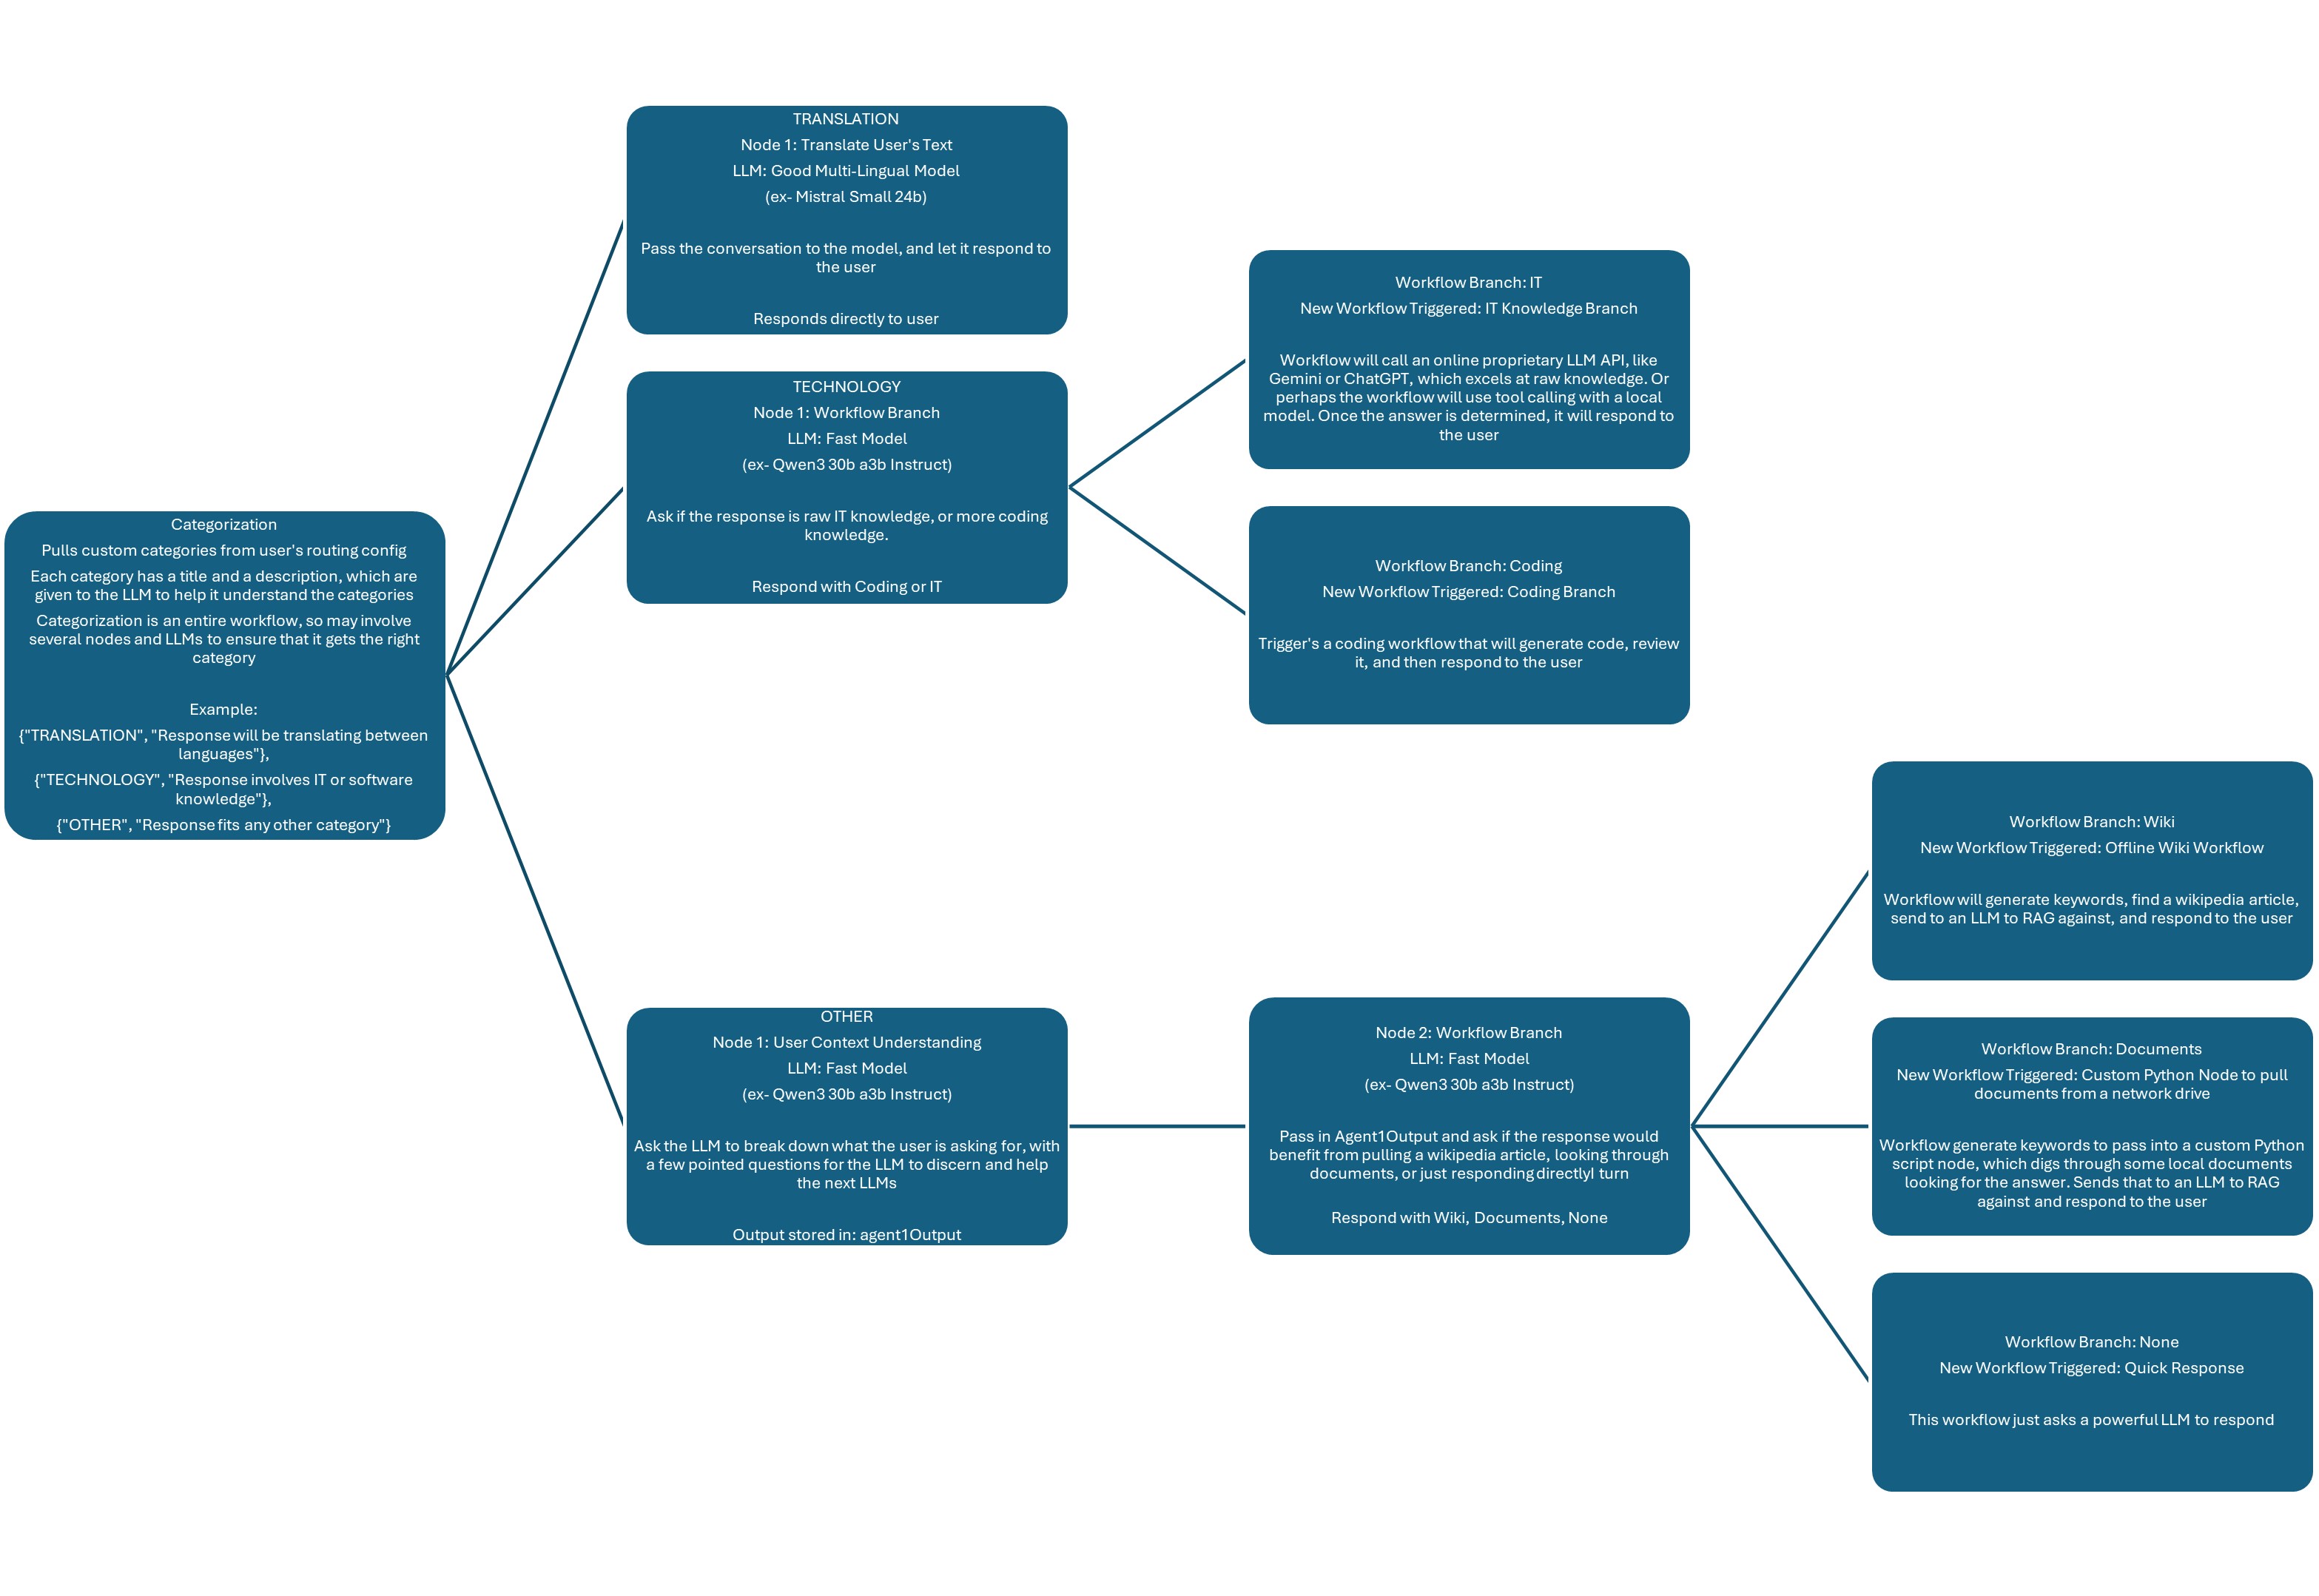 Categorization
Pulls custom categories from user's routing config
Each category has a title and a description, which are
given to the LLM to help it understand the categories
Categorization is an entire workflow, so may involve
several nodes and LLMs to ensure that it gets the right
category
Example:
{"TRANSLATION", "Response will be translating between
languages"},
{"TECHNOLOGY", "Response involves IT or software
knowledge"},
{"OTHER", "Response fits any other category"}
TRANSLATION
Node 1: Translate User's Text
LLM: Good Multi-Lingual Model
(ex- Mistral Small 24b)
Pass the conversation to the model, and let it respond to
the user
Responds directly to user
TECHNOLOGY
Node 1: Workflow Branch
LLM: Fast Model
(ex- Qwen3 30b a3b Instruct)
Ask if the response is raw IT knowledge, or more coding
knowledge.
Respond with Coding or IT
Workflow Branch: IT
New Workflow Triggered: IT Knowledge Branch
Workflow will call an online proprietary LLM API, like
Gemini or ChatGPT, which excels at raw knowledge. Or
perhaps the workflow will use tool calling with a local
model. Once the answer is determined, it will respond to
the user
Workflow Branch: Coding
New Workflow Triggered: Coding Branch
Trigger's a coding workflow that will generate code, review
it, and then respond to the user
OTHER
Node 1: User Context Understanding
LLM: Fast Model
(ex- Qwen3 30b a3b Instruct)
Ask the LLM to break down what the user is asking for, with
a few pointed questions for the LLM to discern and help
the next LLMs
Output stored in: agent1Output
Node 2: Workflow Branch
LLM: Fast Model
(ex- Qwen3 30b a3b Instruct)
Pass in Agent1Output and ask if the response would
benefit from pulling a wikipedia article, looking through
documents, or just responding directlyl turn
Respond with Wiki, Documents, None
Workflow Branch: Wiki
New Workflow Triggered: Offline Wiki Workflow
Workflow will generate keywords, find a wikipedia article,
send to an LLM to RAG against, and respond to the user
Workflow Branch: Documents
New Workflow Triggered: Custom Python Node to pull
documents from a network drive
Workflow generate keywords to pass into a custom Python
script node, which digs through some local documents
looking for the answer. Sends that to an LLM to RAG
against and respond to the user
Workflow Branch: None
New Workflow Triggered: Quick Response
This workflow just asks a powerful LLM to respond